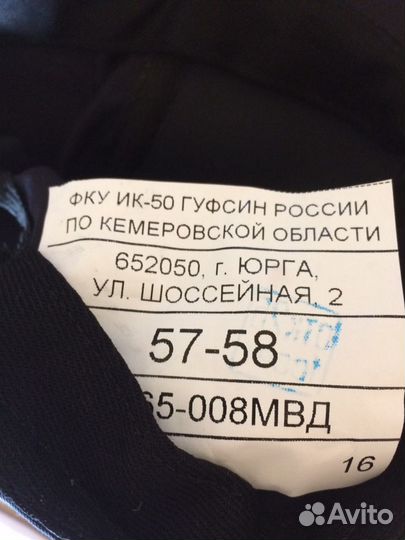 ФКУ ИК-50 ГУФСИН РОССИИ
ПО КЕМЕРОВСКОЙ ОБЛАСТИ
652050, г. ЮРГА,
УЛ. ШОССЕЙНАЯ, 2
57-58
65-008МВД
16
Avito